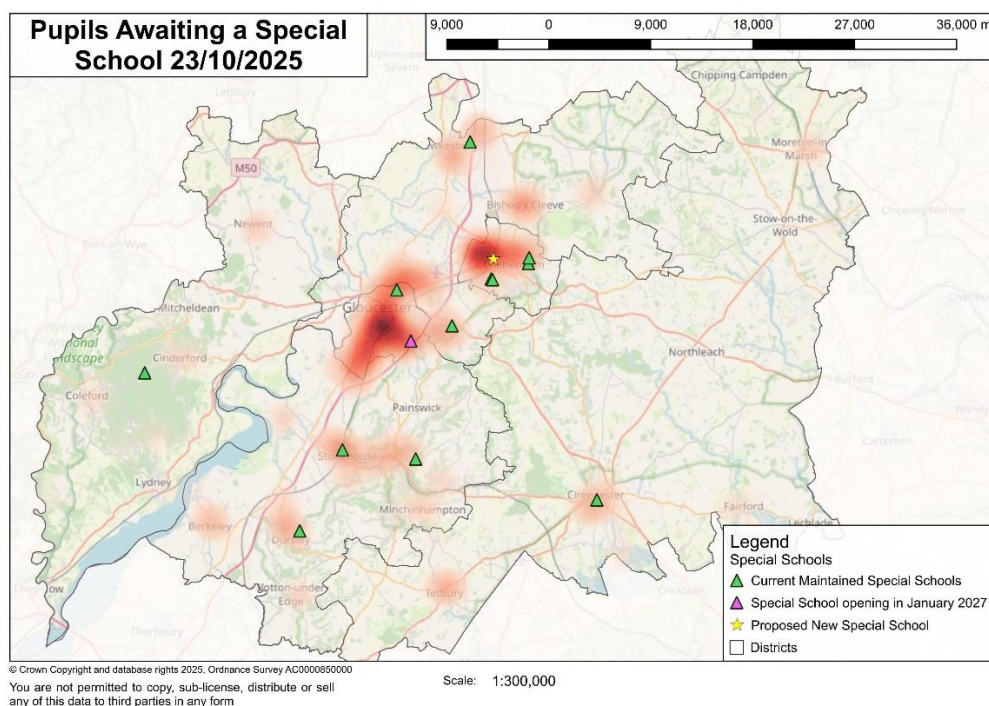 Pupils Awaiting a Special
School 23/10/2025
9,000 0 9,000 18,000 27,000 36,000 m
Chipping Campden
Ledbury
Moreton-in-
Marsh
M50
Bishop's Cleeve
Chipping Norton
Stow-on-the-
Wold
Newent
Ross-on-Wye
Gloucester
Mitcheldean
Cinderford
Northleach
Burford
Coleford
Painswick
Witney
Carterton
Lydney
Minchinhampton
Cirencester
Fairford
Lechlade
Berkeley
Dursley
Wotton-under-
Edge
Tetbury
Cricklade
Thornbury
Legend
Special Schools
Current Maintained Special Schools
Special School opening in January 2027
Proposed New Special School
Districts
© Crown Copyright and database rights 2025, Ordnance Survey AC0000850000
You are not permitted to copy, sub-license, distribute or sell
any of this data to third parties in any form
Scale: 1:300,000